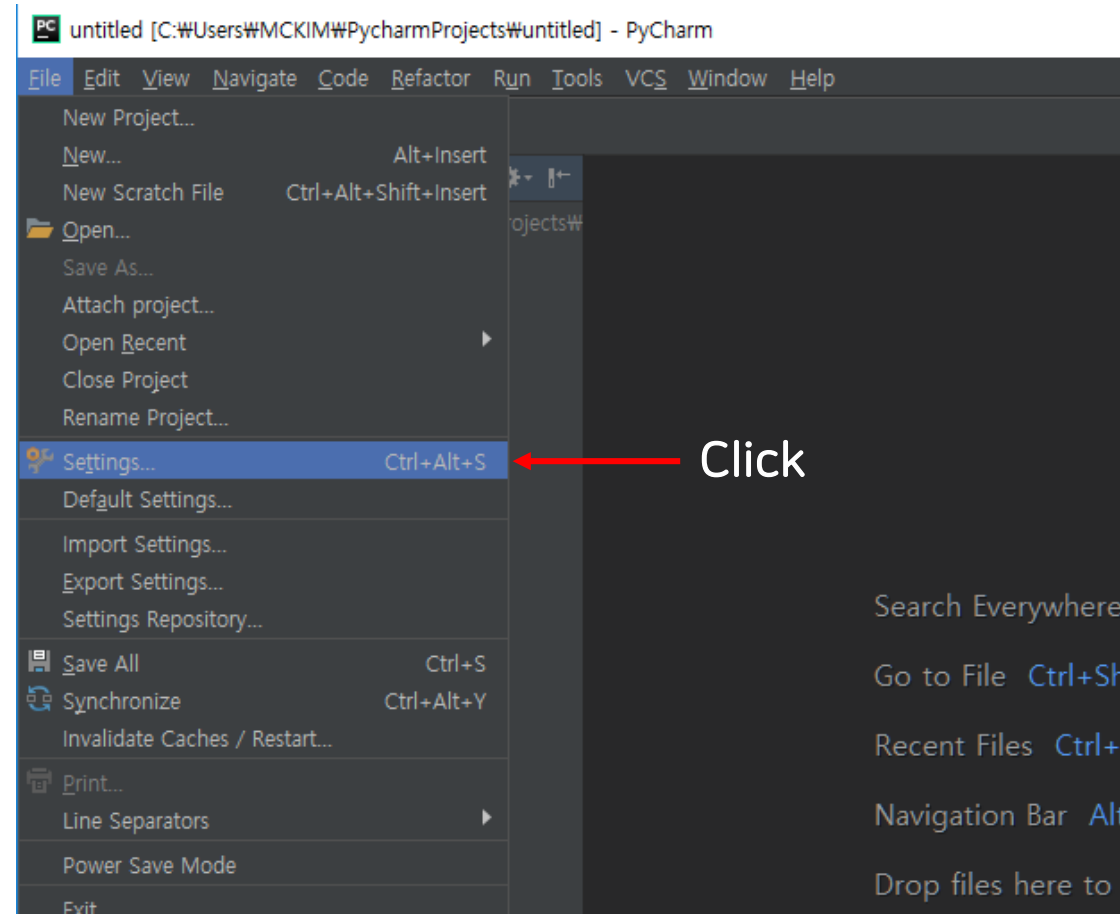 PC untitled [C:₩Users₩MCKIM₩PycharmProjects₩untitled] - PyCharm
File Edit View Navigate Code Refactor Run Tools VCS Window Help
New Project...
New... Alt+Insert
New Scratch File Ctrl+Alt+Shift+Insert
Open...
ojects₩
Save As...
Attach project...
Open Recent
Close Project
Rename Project...
Settings... Ctrl+Alt+S
Click
Default Settings...
Import Settings...
Export Settings...
Settings Repository...
Search Everywhere
Save All Ctrl+S
Go to File Ctrl+Sh
Synchronize Ctrl+Alt+Y
Invalidate Caches / Restart...
Recent Files Ctrl+
Print...
Line Separators
Navigation Bar Alt
Power Save Mode
Drop files here to
Exit